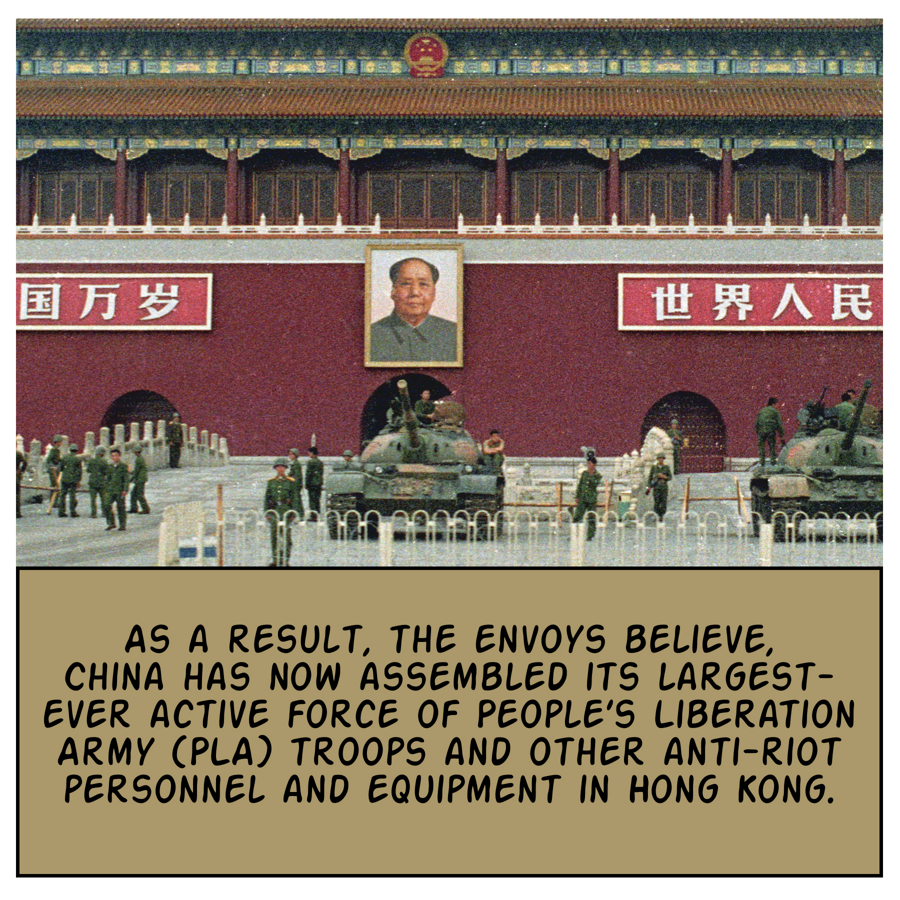 国万岁
世界人民
AS A RESULT, THE ENVOYS BELIEVE,
CHINA HAS NOW ASSEMBLED ITS LARGEST-
EVER ACTIVE FORCE OF PEOPLE'S LIBERATION
ARMY (PLA) TROOPS AND OTHER ANTI-RIOT
PERSONNEL AND EQUIPMENT IN HONG KONG.